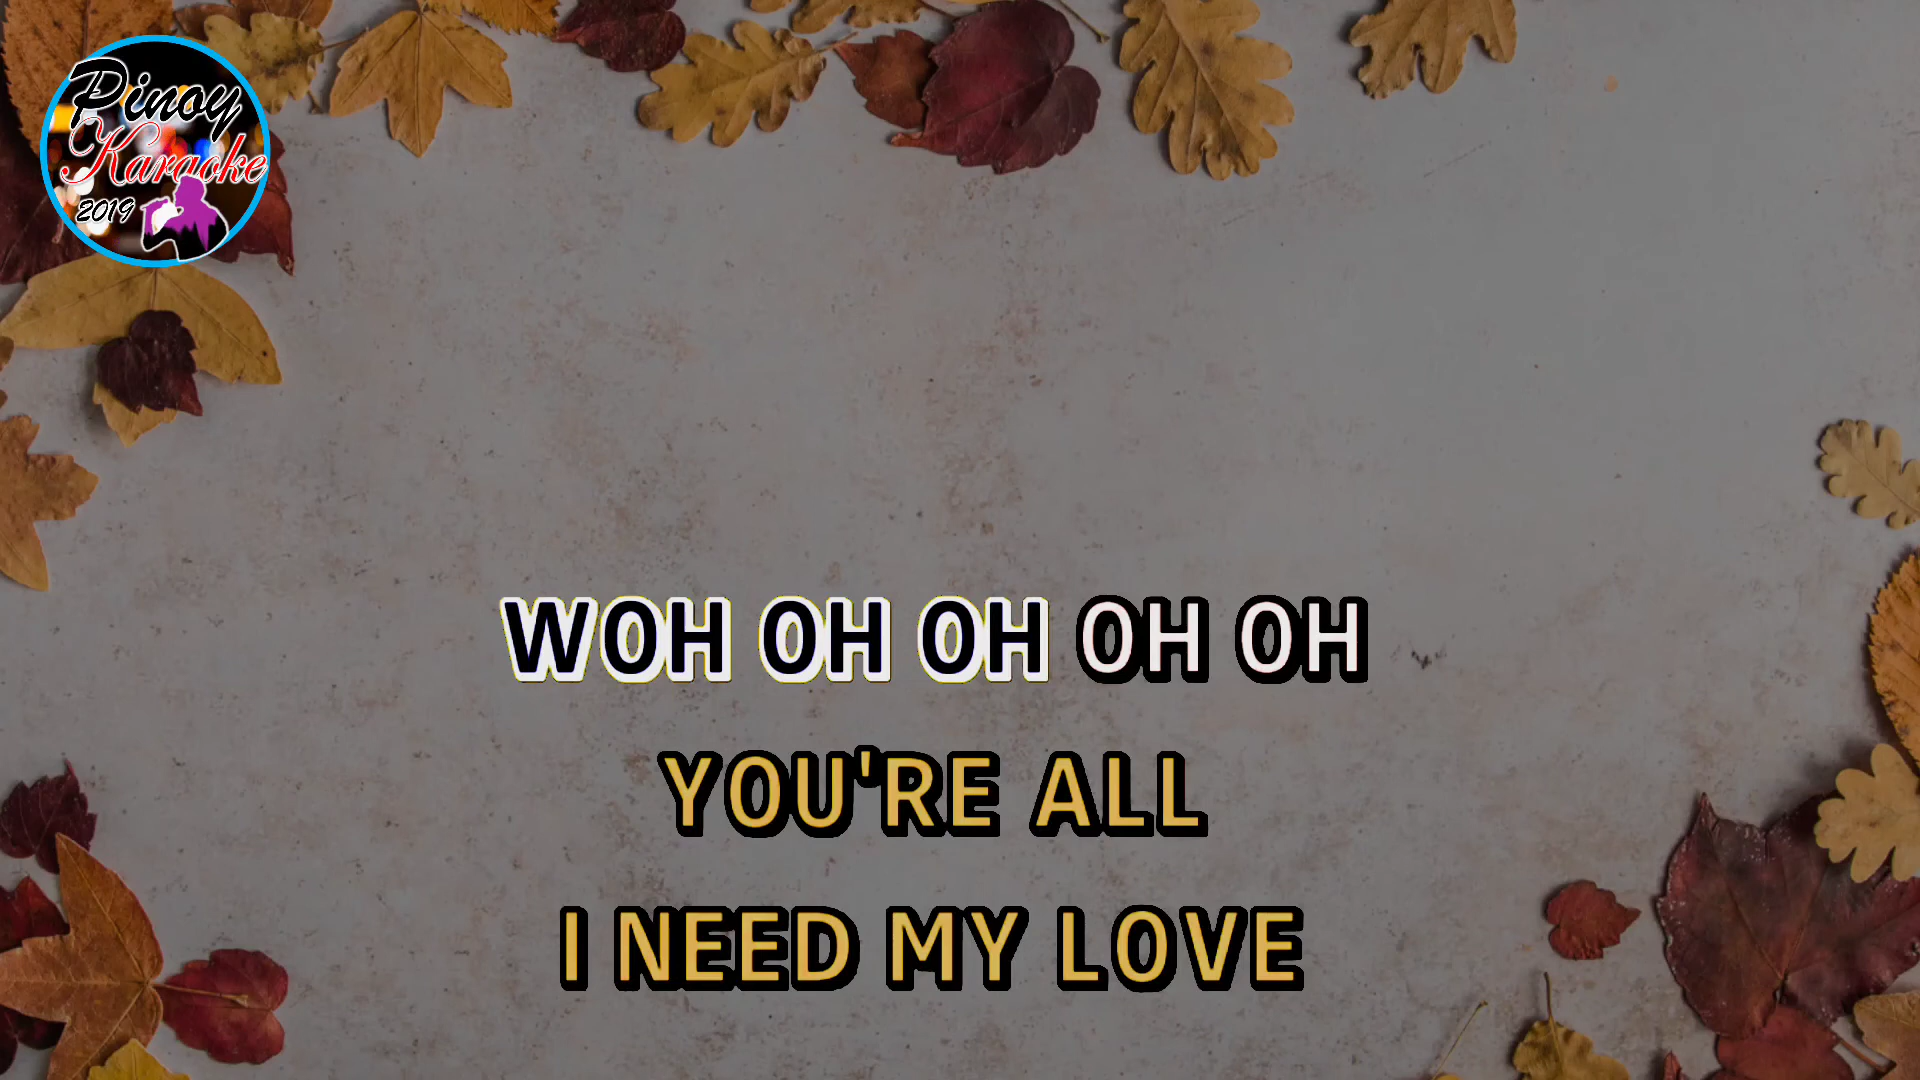 Pinoy
Karaoke
2019
WOH OH OH OH OH
YOU'RE ALL
I NEED MY LOVE